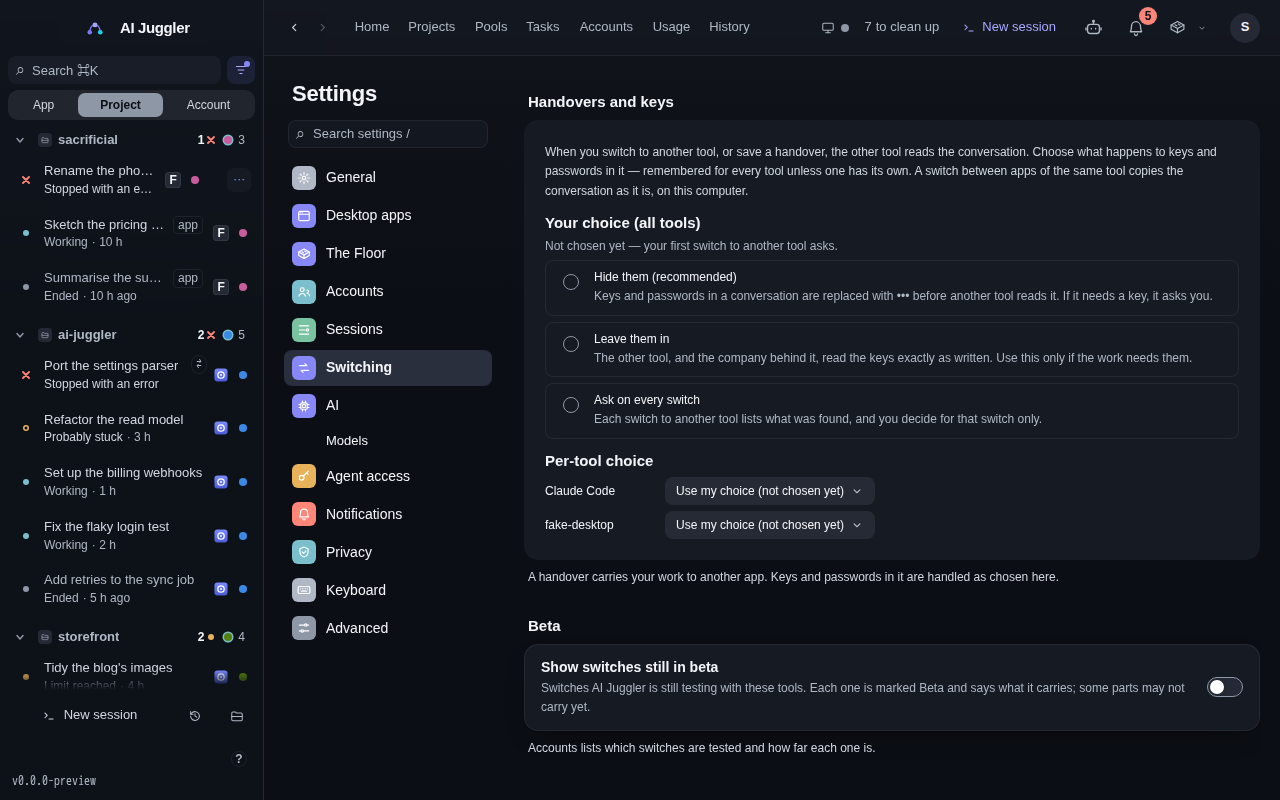 AI Juggler
Search ⌘K
App Project Account
sacrificial 1 3
Rename the pho…
Stopped with an e… F
Sketch the pricing … app
Working · 10 h F
Summarise the su… app
Ended · 10 h ago F
ai-juggler 2 5
Port the settings parser
Stopped with an error
Refactor the read model
Probably stuck · 3 h
Set up the billing webhooks
Working · 1 h
Fix the flaky login test
Working · 2 h
Add retries to the sync job
Ended · 5 h ago
storefront 2 4
Tidy the blog's images
Limit reached · 4 h
New session
?
v0.0.0-preview
Home Projects Pools Tasks Accounts Usage History 7 to clean up New session 5 S
Settings
Search settings /
General
Desktop apps
The Floor
Accounts
Sessions
Switching
AI
Models
Agent access
Notifications
Privacy
Keyboard
Advanced
Handovers and keys
When you switch to another tool, or save a handover, the other tool reads the conversation. Choose what happens to keys and
passwords in it — remembered for every tool unless one has its own. A switch between apps of the same tool copies the
conversation as it is, on this computer.
Your choice (all tools)
Not chosen yet — your first switch to another tool asks.
Hide them (recommended)
Keys and passwords in a conversation are replaced with ••• before another tool reads it. If it needs a key, it asks you.
Leave them in
The other tool, and the company behind it, read the keys exactly as written. Use this only if the work needs them.
Ask on every switch
Each switch to another tool lists what was found, and you decide for that switch only.
Per-tool choice
Claude Code Use my choice (not chosen yet)
fake-desktop Use my choice (not chosen yet)
A handover carries your work to another app. Keys and passwords in it are handled as chosen here.
Beta
Show switches still in beta
Switches AI Juggler is still testing with these tools. Each one is marked Beta and says what it carries; some parts may not
carry yet.
Accounts lists which switches are tested and how far each one is.